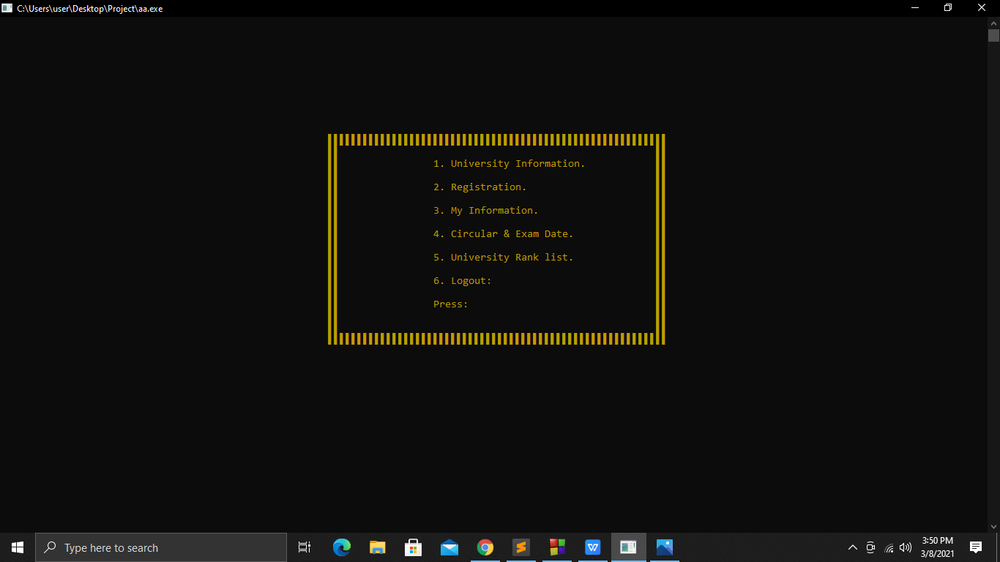 C:\Users\user\Desktop\Project\aa.exe
1. University Information.
2. Registration.
3. My Information.
4. Circular & Exam Date.
5. University Rank list.
6. Logout:
Press:
Type here to search
3:50 PM
3/8/2021